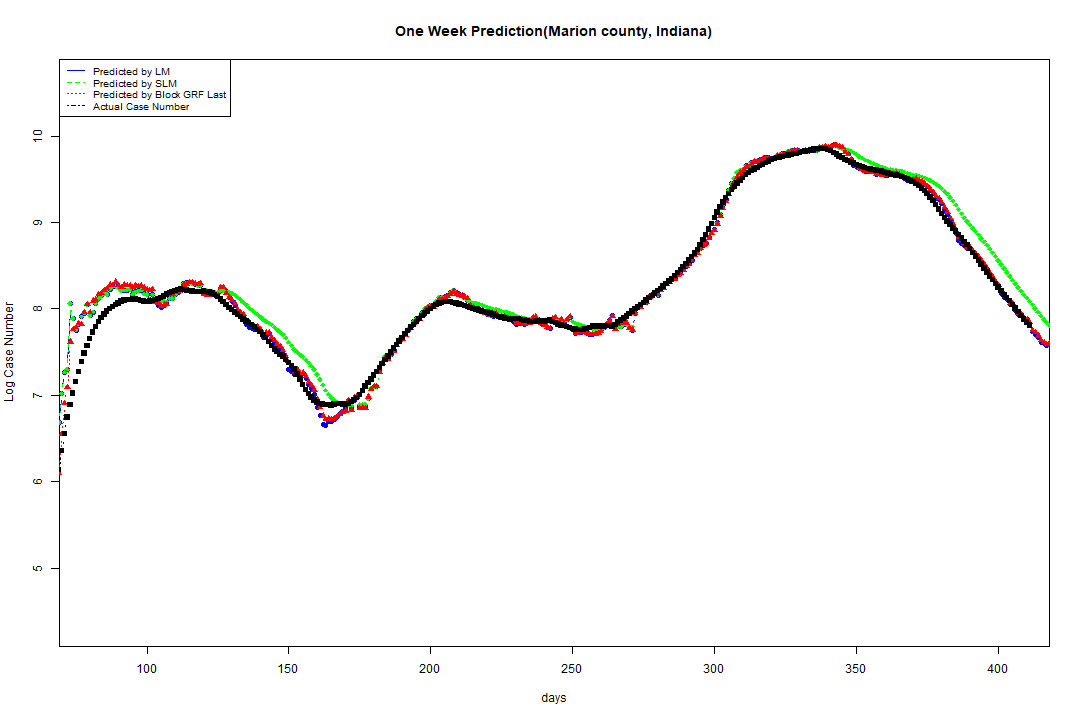 One Week Prediction(Marion county, Indiana)
Predicted by LM
Predicted by SLM
Predicted by Block GRF Last
Actual Case Number
10
9
8
7
6
5
Log Case Number
100 150 200 250 300 350 400
days